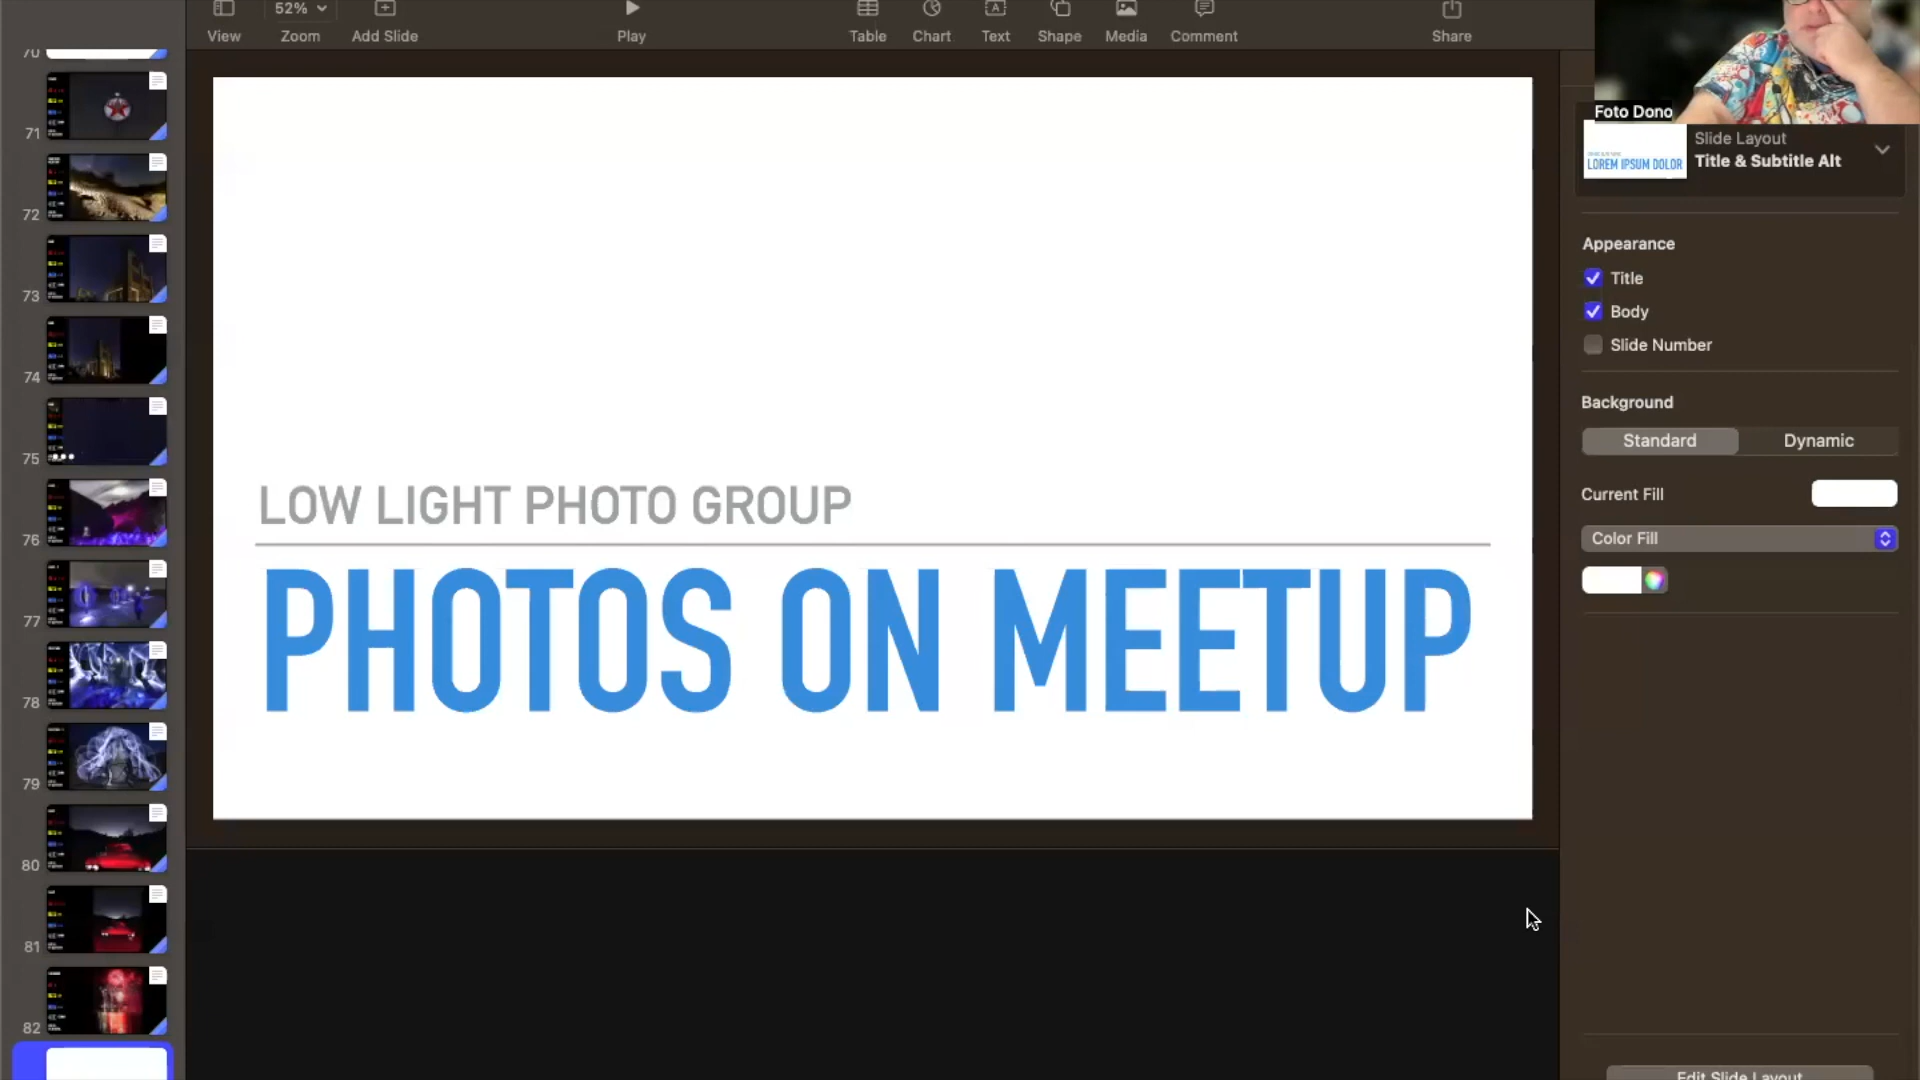 52%
View
Zoom
Add Slide
Play
Table
Chart
Text
Shape
Media
Comment
Share
Foto Dono
70
71
72
73
74
75
76
77
78
79
80
81
82
LOW LIGHT PHOTO GROUP
PHOTOS ON MEETUP
LOREM IPSUM DOLOR
Slide Layout
Title & Subtitle Alt
Appearance
Title
Body
Slide Number
Background
Standard
Dynamic
Current Fill
Color Fill
Edit Slide Layout